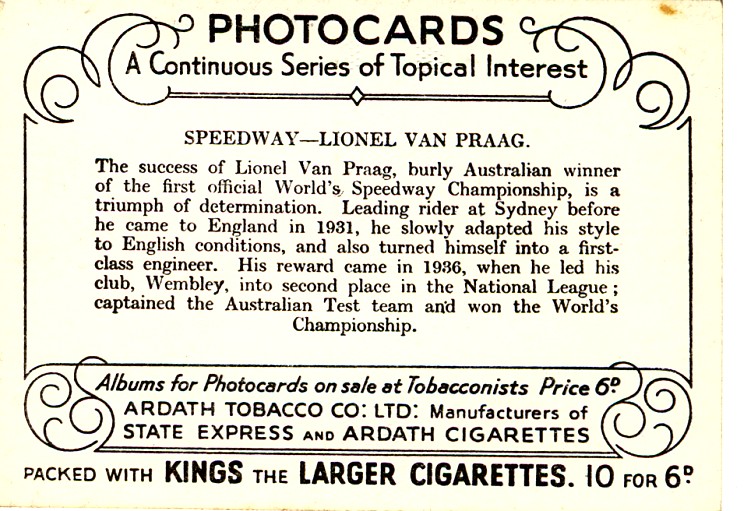 PHOTOCARDS
A Continuous Series of Topical Interest
SPEEDWAY—LIONEL VAN PRAAG.
The success of Lionel Van Praag, burly Australian winner
of the first official World's Speedway Championship, is a
triumph of determination. Leading rider at Sydney before
he came to England in 1931, he slowly adapted his style
to English conditions, and also turned himself into a first-
class engineer. His reward came in 1936, when he led his
club, Wembley, into second place in the National League ;
captained the Australian Test team and won the World's
Championship.
Albums for Photocards on sale at Tobacconists Price 6D
ARDATH TOBACCO CO: LTD: Manufacturers of
STATE EXPRESS AND ARDATH CIGARETTES
PACKED WITH KINGS THE LARGER CIGARETTES. 10 FOR 6D